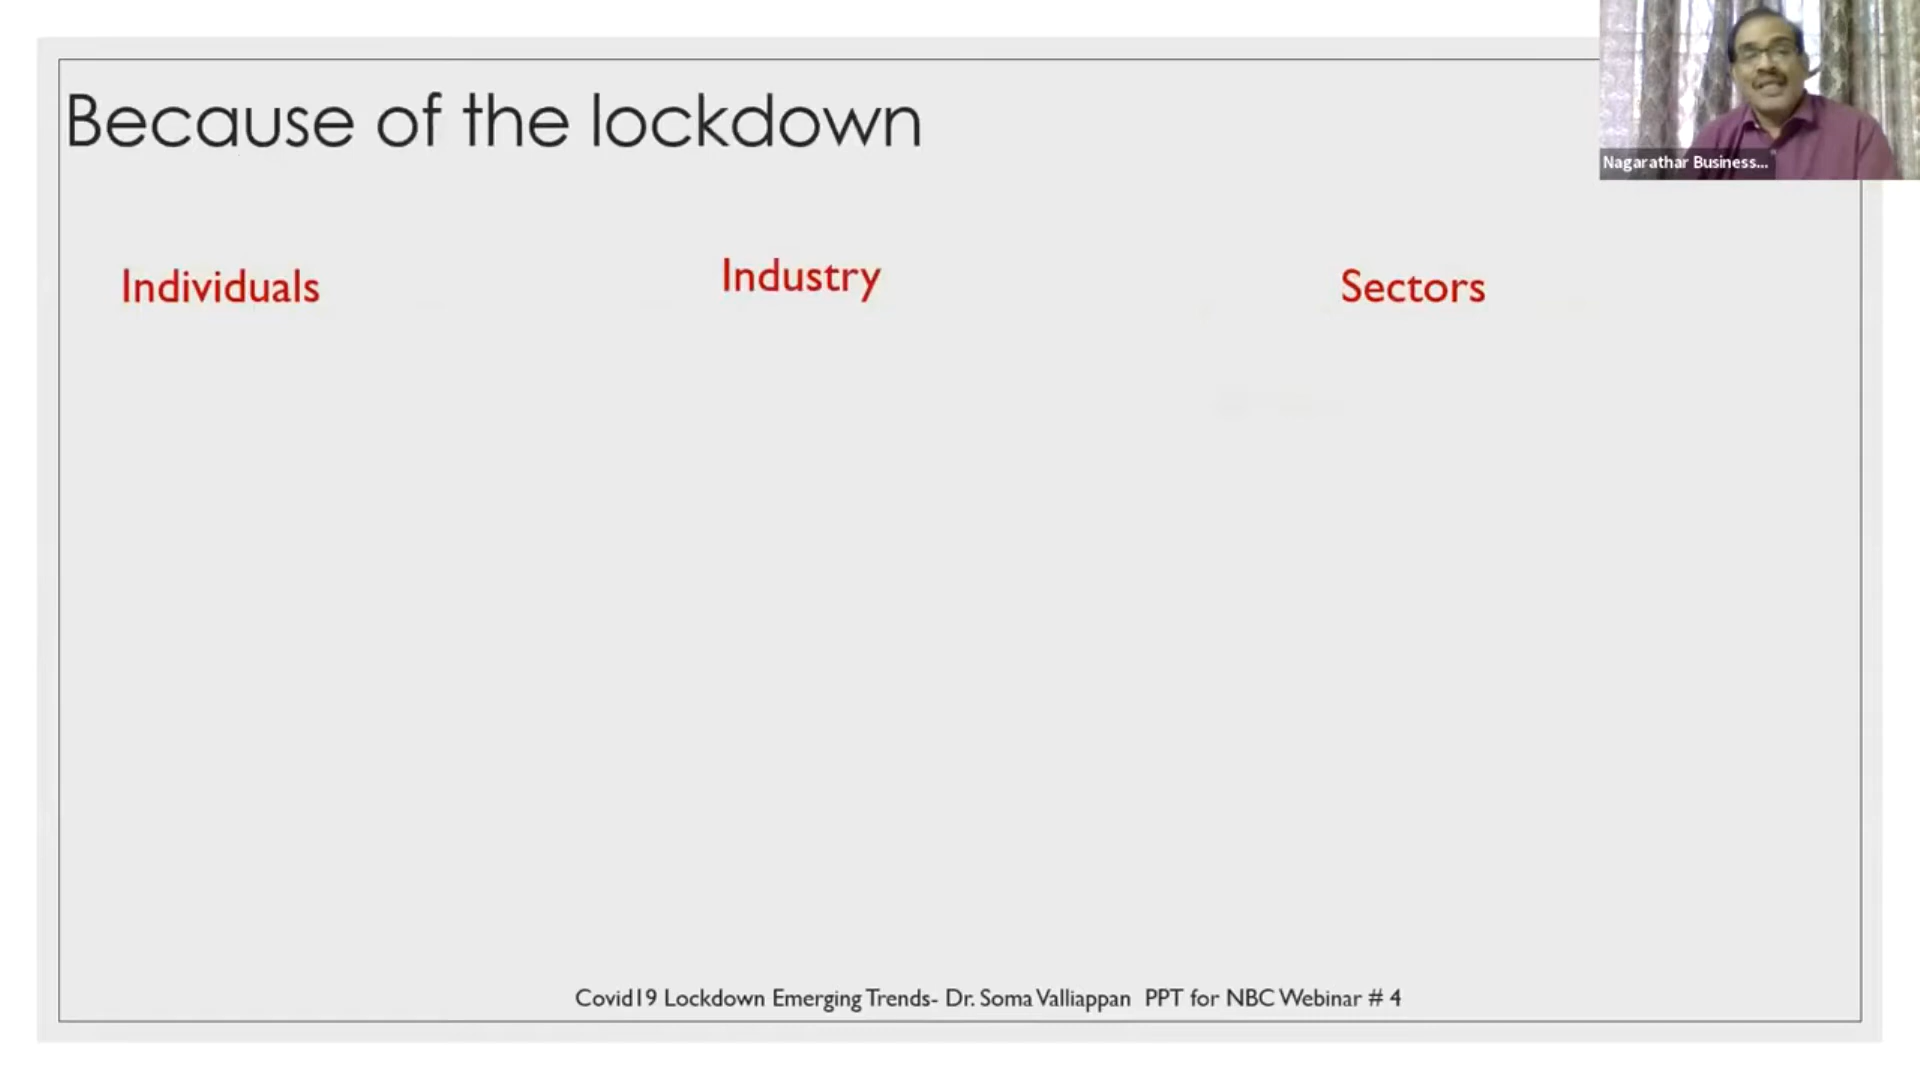 Because of the lockdown
Nagarathar Business...
Individuals
Industry
Sectors
Covid19 Lockdown Emerging Trends- Dr. Soma Valliappan PPT for NBC Webinar # 4